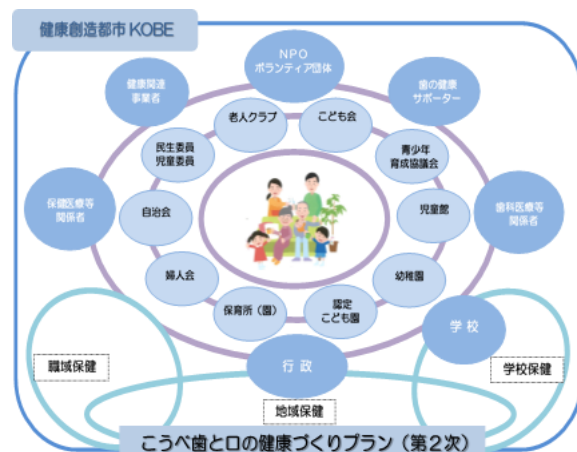 健康創造都市 KOBE
NPO
ボランティア団体
健康関連
事業者
歯の健康
サポーター
老人クラブ
こども会
民生委員
児童委員
青少年
育成協議会
保健医療等
関係者
自治会
児童館
歯科医療等
関係者
婦人会
幼稚園
保育所（園）
認定
こども園
学校
行政
職域保健
学校保健
地域保健
こうべ歯と口の健康づくりプラン（第２次）